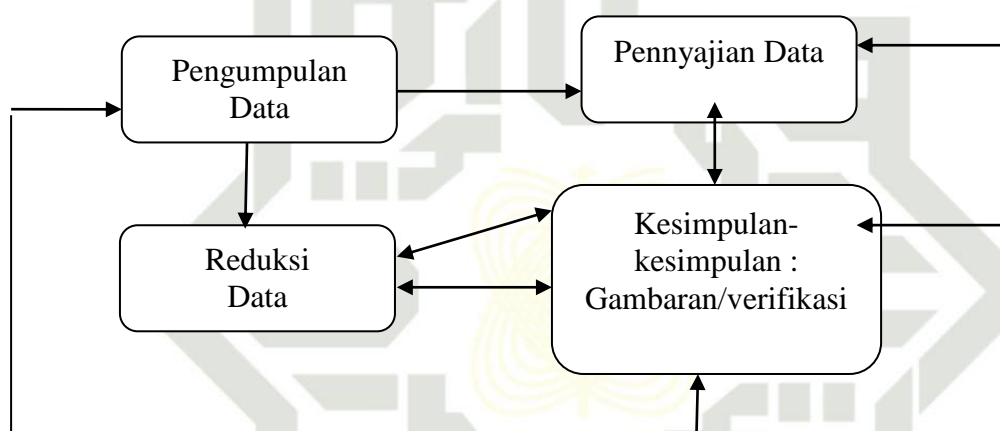 Pengumpulan
Data
Pennyajian Data
Reduksi
Data
Kesimpulan-
kesimpulan :
Gambaran/verifikasi